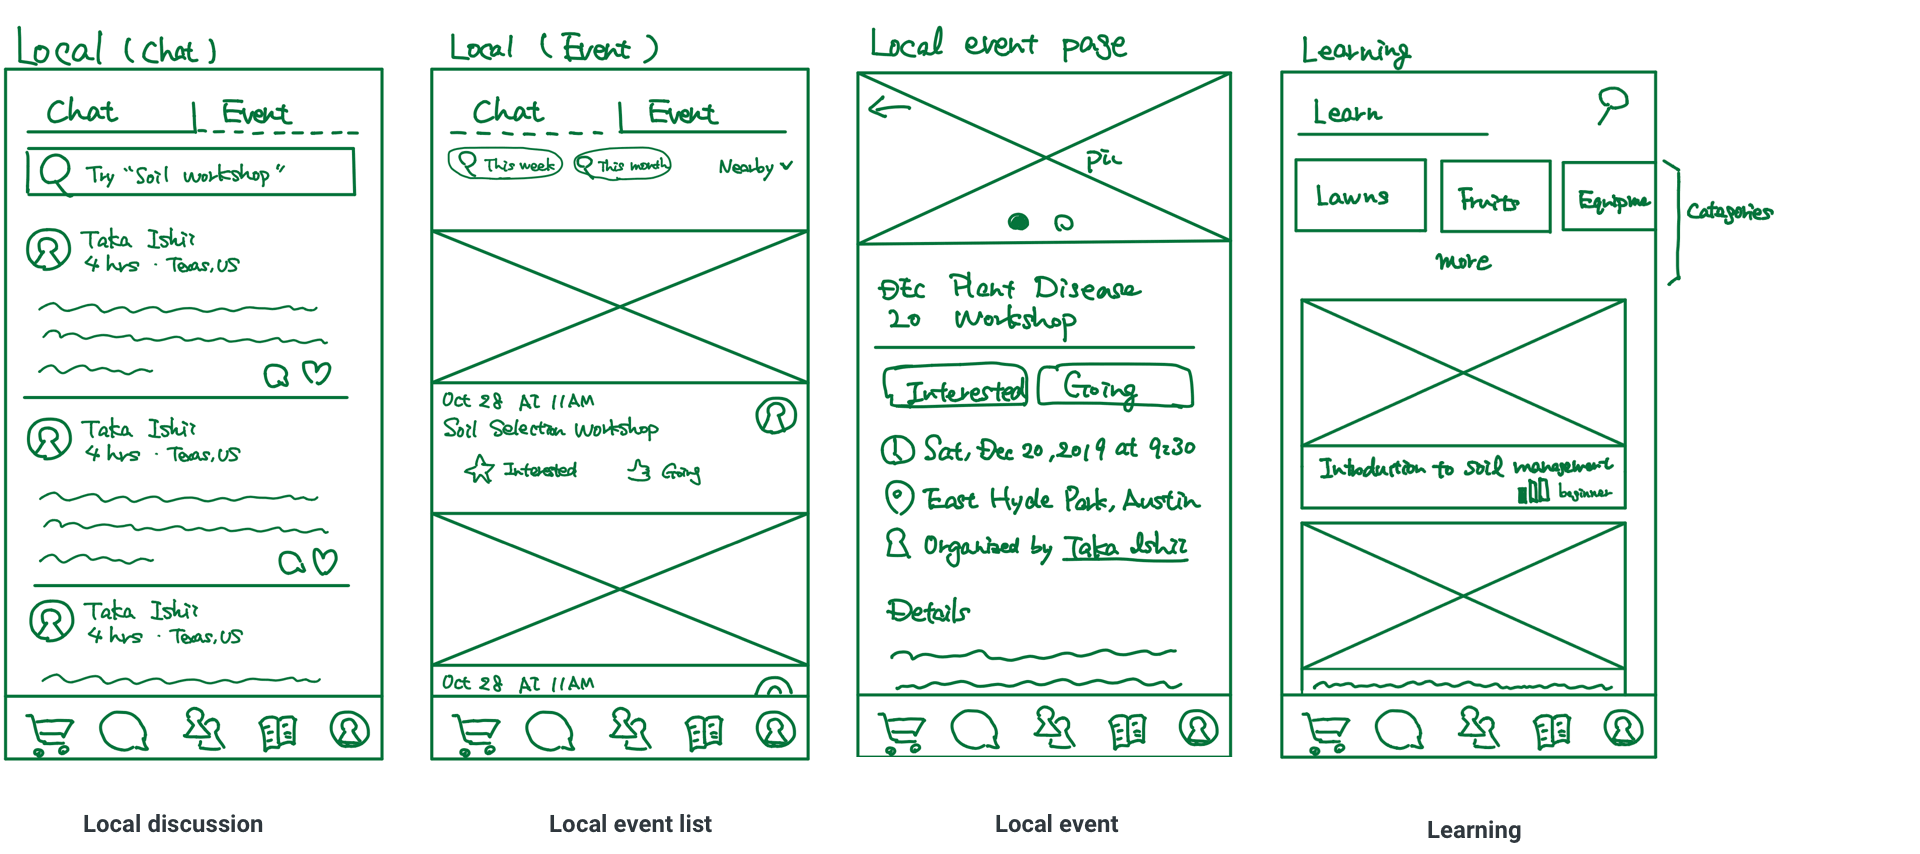 Local (Chat)
Chat | Event
Try "Soil workshop"
Taka Ishii
4 hrs · Texas, US
Taka Ishii
4 hrs · Texas, US
Taka Ishii
4 hrs · Texas, US
Local discussion
Local (Event)
Chat | Event
This week This month Nearby
Oct 28 AT 11AM
Soil Selection Workshop
Interested Going
Oct 28 AT 11AM
Local event list
Local event page
pic
DEC Plant Disease
20 Workshop
Interested Going
Sat, Dec 20, 2019 at 9:30
East Hyde Park, Austin
Organized by Taka Ishii
Details
Local event
Learning
Learn
Lawns Fruits Equipme
Catagories
more
Introduction to soil management
beginner
Learning